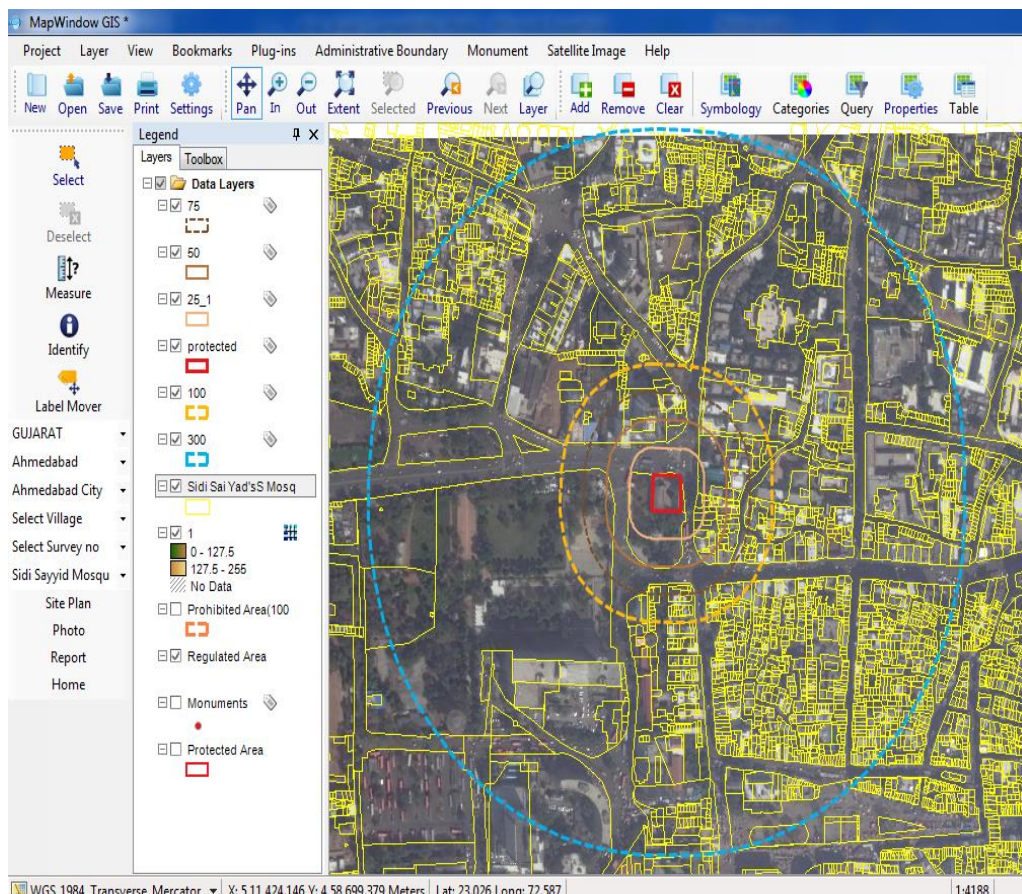 MapWindow GIS *
Project Layer View Bookmarks Plug-ins Administrative Boundary Monument Satellite Image Help
New Open Save Print Settings Pan In Out Extent Selected Previous Next Layer Add Remove Clear Symbology Categories Query Properties Table
Legend
Layers Toolbox
Select
Deselect
Measure
Identify
Label Mover
GUJARAT
Ahmedabad
Ahmedabad City
Select Village
Select Survey no
Sidi Sayyid Mosqu
Site Plan
Photo
Report
Home
Data Layers
75
50
25_1
protected
100
300
Sidi Sai Yad'sS Mosq
1
0 - 127.5
127.5 - 255
No Data
Prohibited Area(100
Regulated Area
Monuments
Protected Area
WGS 1984 Transverse Mercator X: 5,11,424.146 Y: 4,58,699.379 Meters Lat: 23.026 Long: 72.587 1:4188